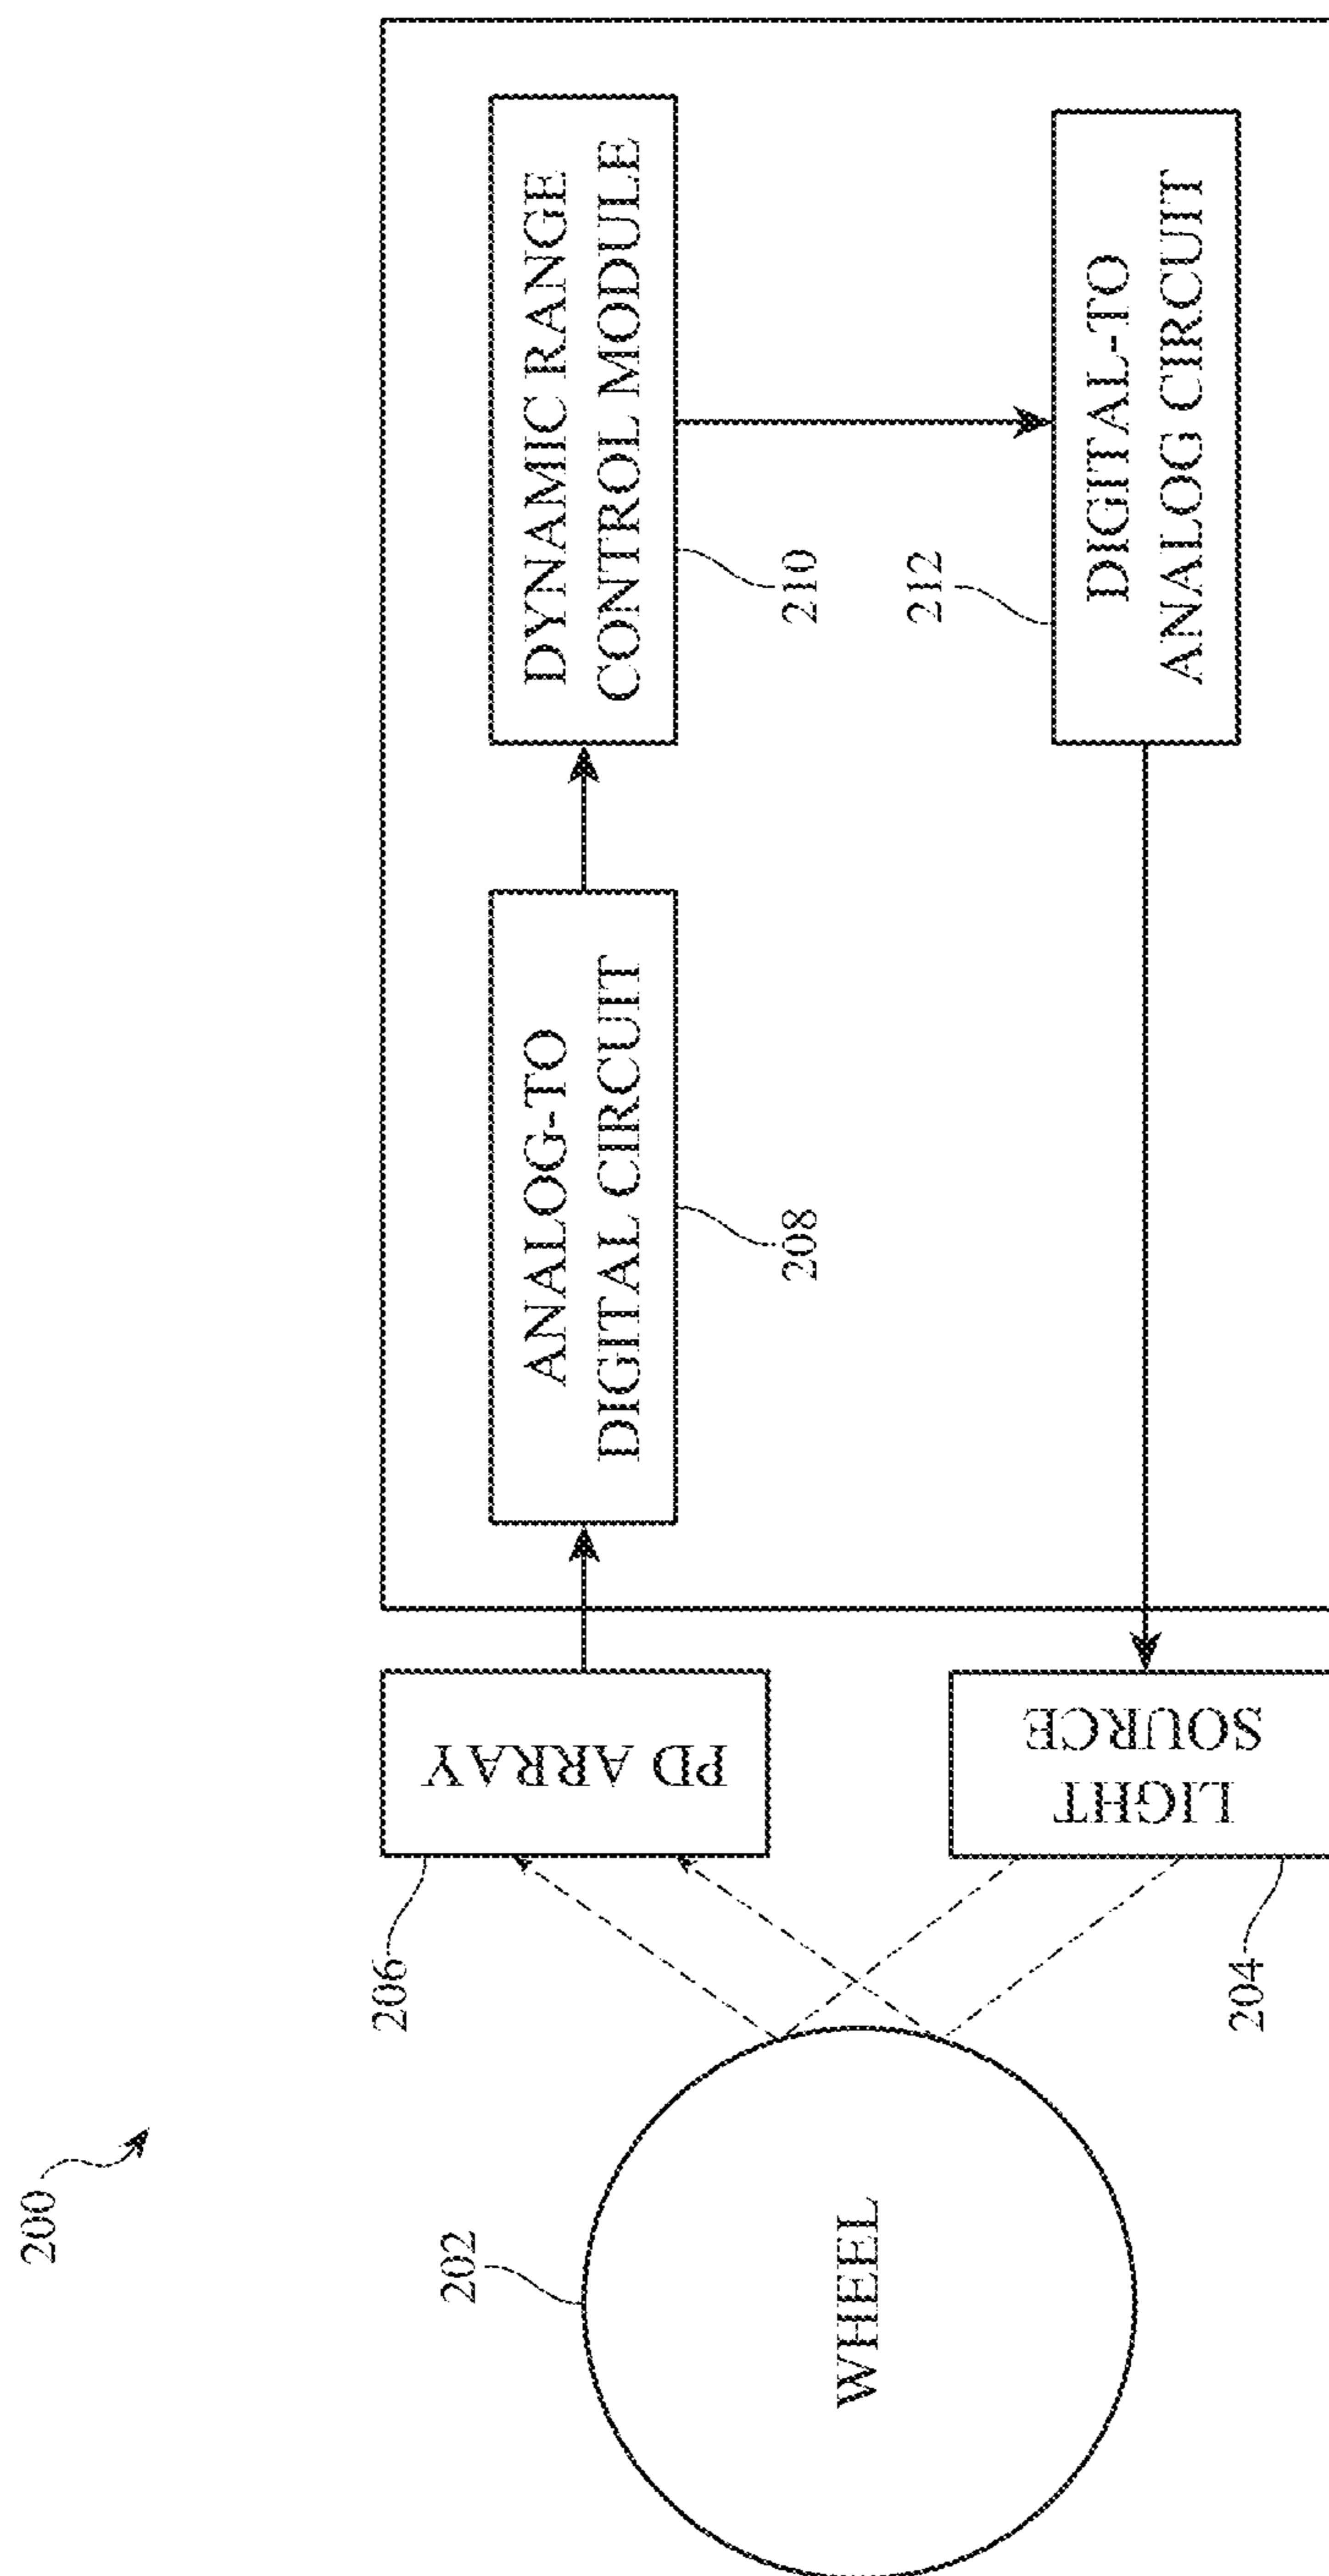 200
202
WHEEL
206
PD ARRAY
204
LIGHT
SOURCE
ANALOG-TO
DIGITAL CIRCUIT
208
DYNAMIC RANGE
CONTROL MODULE
210
212
DIGITAL-TO
ANALOG CIRCUIT